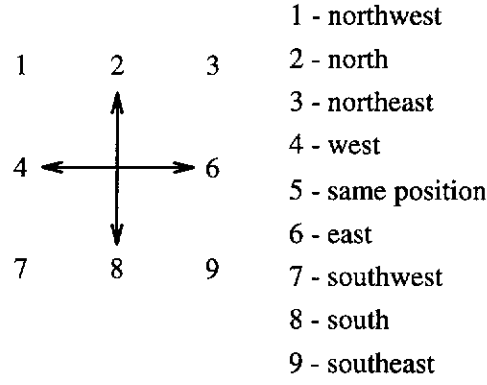 1 2 3
4 6
7 8 9
1 - northwest
2 - north
3 - northeast
4 - west
5 - same position
6 - east
7 - southwest
8 - south
9 - southeast